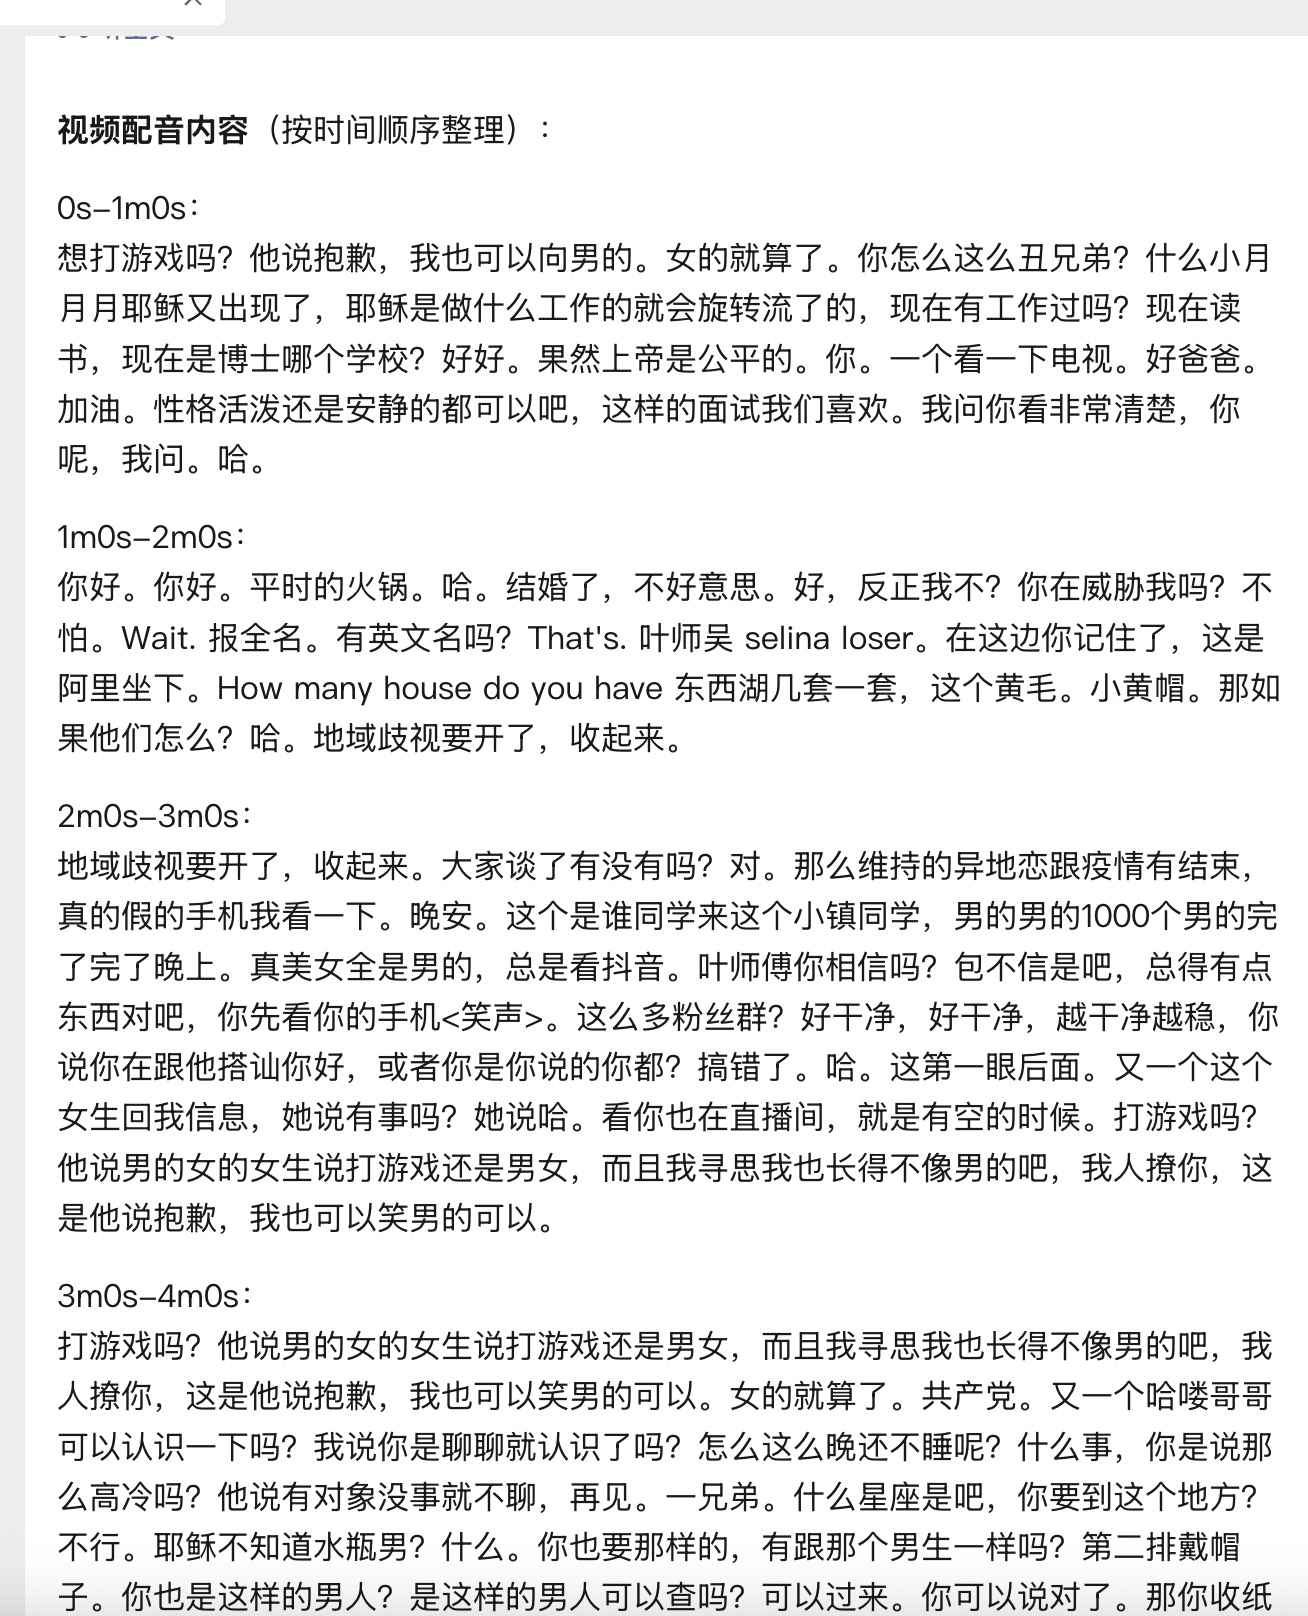 视频配音内容（按时间顺序整理）：
0s–1m0s：
想打游戏吗？他说抱歉，我也可以向男的。女的就算了。你怎么这么丑兄弟？什么小月
月月耶稣又出现了，耶稣是做什么工作的就会旋转流了的，现在有工作过吗？现在读
书，现在是博士哪个学校？好好。果然上帝是公平的。你。一个看一下电视。好爸爸。
加油。性格活泼还是安静的都可以吧，这样的面试我们喜欢。我问你看非常清楚，你
呢，我问。哈。
1m0s–2m0s：
你好。你好。平时的火锅。哈。结婚了，不好意思。好，反正我不？你在威胁我吗？不
怕。Wait. 报全名。有英文名吗？That's. 叶师吴 selina loser。在这边你记住了，这是
阿里坐下。How many house do you have 东西湖几套一套，这个黄毛。小黄帽。那如
果他们怎么？哈。地域歧视要开了，收起来。
2m0s–3m0s：
地域歧视要开了，收起来。大家谈了有没有吗？对。那么维持的异地恋跟疫情有结束，
真的假的手机我看一下。晚安。这个是谁同学来这个小镇同学，男的男的1000个男的完
了完了晚上。真美女全是男的，总是看抖音。叶师傅你相信吗？包不信是吧，总得有点
东西对吧，你先看你的手机<笑声>。这么多粉丝群？好干净，好干净，越干净越稳，你
说你在跟他搭讪你好，或者你是你说的你都？搞错了。哈。这第一眼后面。又一个这个
女生回我信息，她说有事吗？她说哈。看你也在直播间，就是有空的时候。打游戏吗？
他说男的女的女生说打游戏还是男女，而且我寻思我也长得不像男的吧，我人撩你，这
是他说抱歉，我也可以笑男的可以。
3m0s–4m0s：
打游戏吗？他说男的女的女生说打游戏还是男女，而且我寻思我也长得不像男的吧，我
人撩你，这是他说抱歉，我也可以笑男的可以。女的就算了。共产党。又一个哈喽哥哥
可以认识一下吗？我说你是聊聊就认识了吗？怎么这么晚还不睡呢？什么事，你是说那
么高冷吗？他说有对象没事就不聊，再见。一兄弟。什么星座是吧，你要到这个地方？
不行。耶稣不知道水瓶男？什么。你也要那样的，有跟那个男生一样吗？第二排戴帽
子。你也是这样的男人？是这样的男人可以查吗？可以过来。你可以说对了。那你收纸